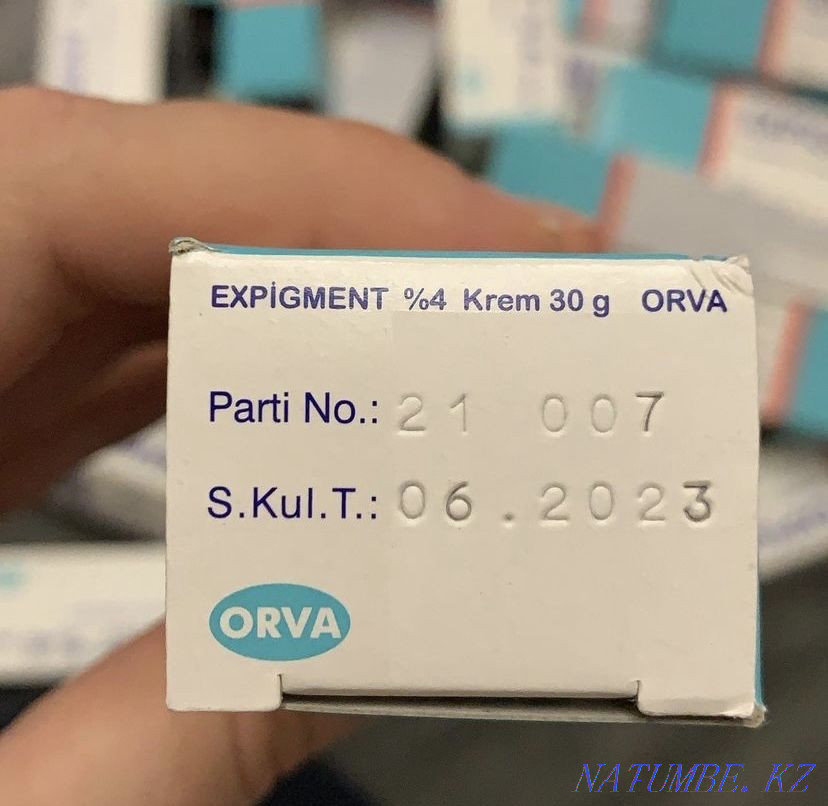 EXPİGMENT %4 Krem 30 g ORVA
Parti No.: 21 007
S.Kul.T.: 06.2023
ORVA
NATUMBE.KZ